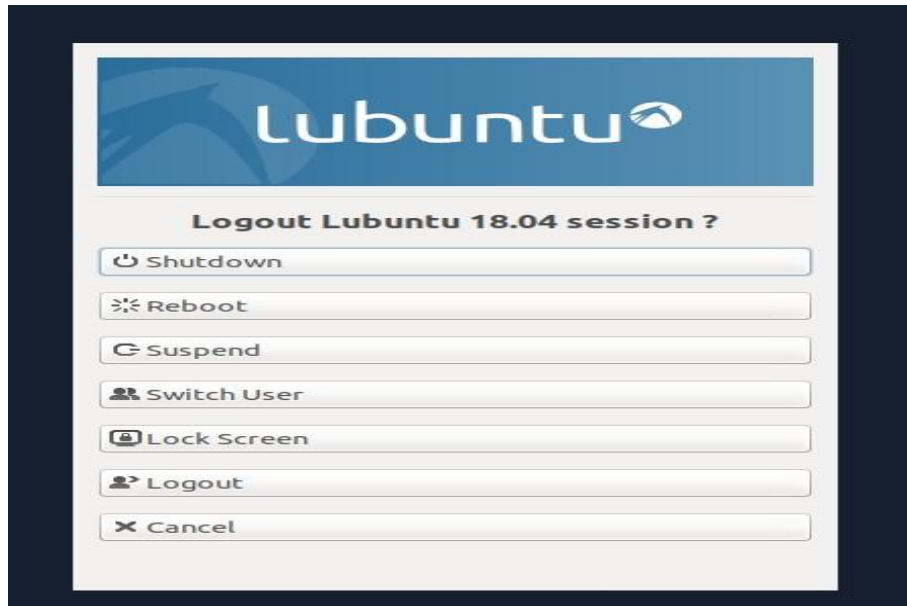 lubuntu
Logout Lubuntu 18.04 session ?
Shutdown
Reboot
Suspend
Switch User
Lock Screen
Logout
Cancel